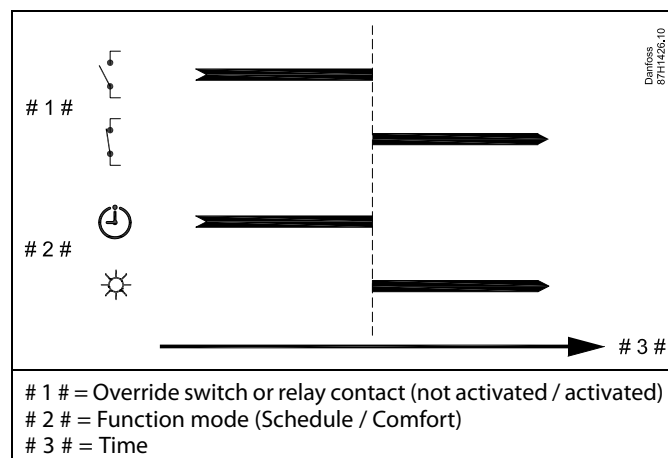 Danfoss
87H1426.10
# 1 #
# 2 #
# 3 #
# 1 # = Override switch or relay contact (not activated / activated)
# 2 # = Function mode (Schedule / Comfort)
# 3 # = Time